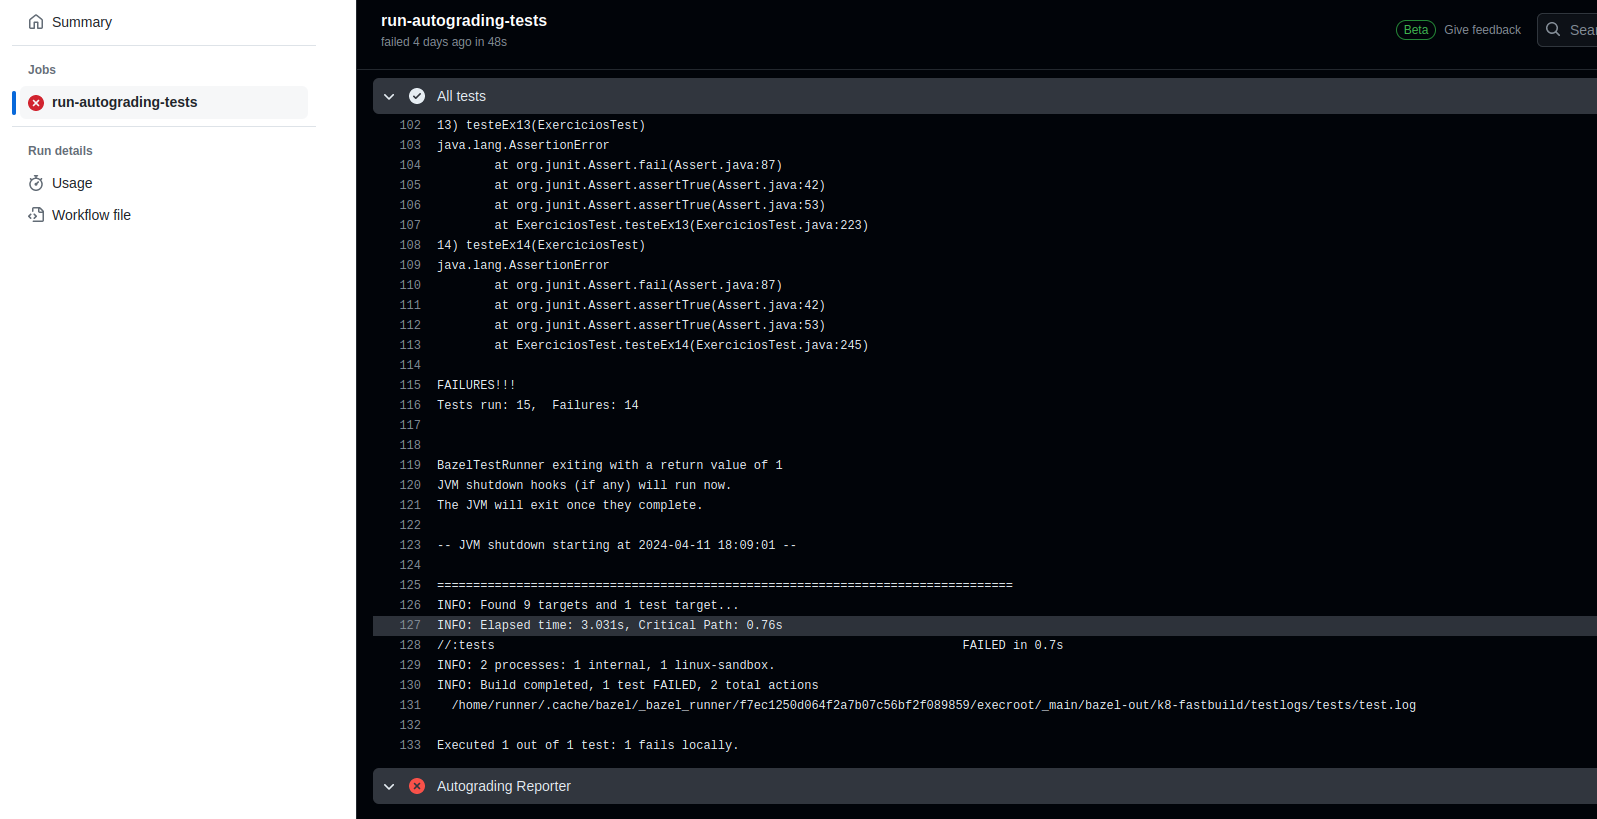 Summary
Jobs
run-autograding-tests
Run details
Usage
Workflow file
run-autograding-tests
failed 4 days ago in 48s
Beta Give feedback
All tests
102 13) testeEx13(ExerciciosTest)
103 java.lang.AssertionError
104 at org.junit.Assert.fail(Assert.java:87)
105 at org.junit.Assert.assertTrue(Assert.java:42)
106 at org.junit.Assert.assertTrue(Assert.java:53)
107 at ExerciciosTest.testeEx13(ExerciciosTest.java:223)
108 14) testeEx14(ExerciciosTest)
109 java.lang.AssertionError
110 at org.junit.Assert.fail(Assert.java:87)
111 at org.junit.Assert.assertTrue(Assert.java:42)
112 at org.junit.Assert.assertTrue(Assert.java:53)
113 at ExerciciosTest.testeEx14(ExerciciosTest.java:245)
114
115 FAILURES!!!
116 Tests run: 15,  Failures: 14
117
118
119 BazelTestRunner exiting with a return value of 1
120 JVM shutdown hooks (if any) will run now.
121 The JVM will exit once they complete.
122
123 -- JVM shutdown starting at 2024-04-11 18:09:01 --
124
125 ================================================================================
126 INFO: Found 9 targets and 1 test target...
127 INFO: Elapsed time: 3.031s, Critical Path: 0.76s
128 //:tests FAILED in 0.7s
129 INFO: 2 processes: 1 internal, 1 linux-sandbox.
130 INFO: Build completed, 1 test FAILED, 2 total actions
131 /home/runner/.cache/bazel/_bazel_runner/f7ec1250d064f2a7b07c56bf2f089859/execroot/_main/bazel-out/k8-fastbuild/testlogs/tests/test.log
132
133 Executed 1 out of 1 test: 1 fails locally.
Autograding Reporter